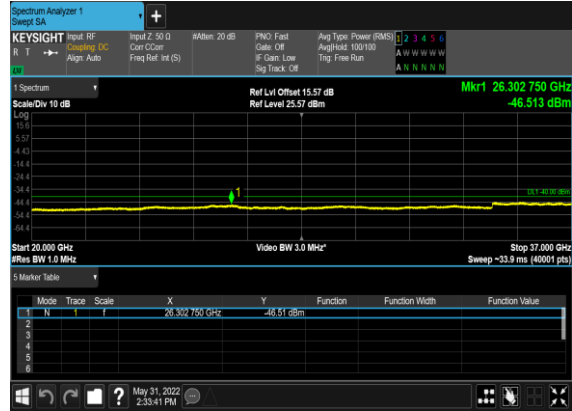 Spectrum Analyzer 1
Swept SA
+
KEYSIGHT Input: RF Input Z: 50 Ω #Atten: 20 dB PNO: Fast Avg Type: Power (RMS) 1 2 3 4 5 6
R T Coupling: DC Corr CCorr Gate: Off Avg|Hold: 100/100 A W W W W W
Align: Auto Freq Ref: Int (S) IF Gain: Low Trig: Free Run
LW Sig Track: Off A N N N N N
1 Spectrum Ref Lvl Offset 15.57 dB Mkr1 26.302 750 GHz
Scale/Div 10 dB Ref Level 25.57 dBm -46.513 dBm
Log
15.6
5.57
-4.43
-14.4
-24.4
-34.4
1
DL1 -40.00 dBm
-44.4
-54.4
-64.4
Start 20.000 GHz Video BW 3.0 MHz* Stop 37.000 GHz
#Res BW 1.0 MHz Sweep ~33.9 ms (40001 pts)
5 Marker Table
Mode Trace Scale X Y Function Function Width Function Value
1 N 1 f 26.302 750 GHz -46.51 dBm
2
3
4
5
6
? May 31, 2022
2:33:41 PM